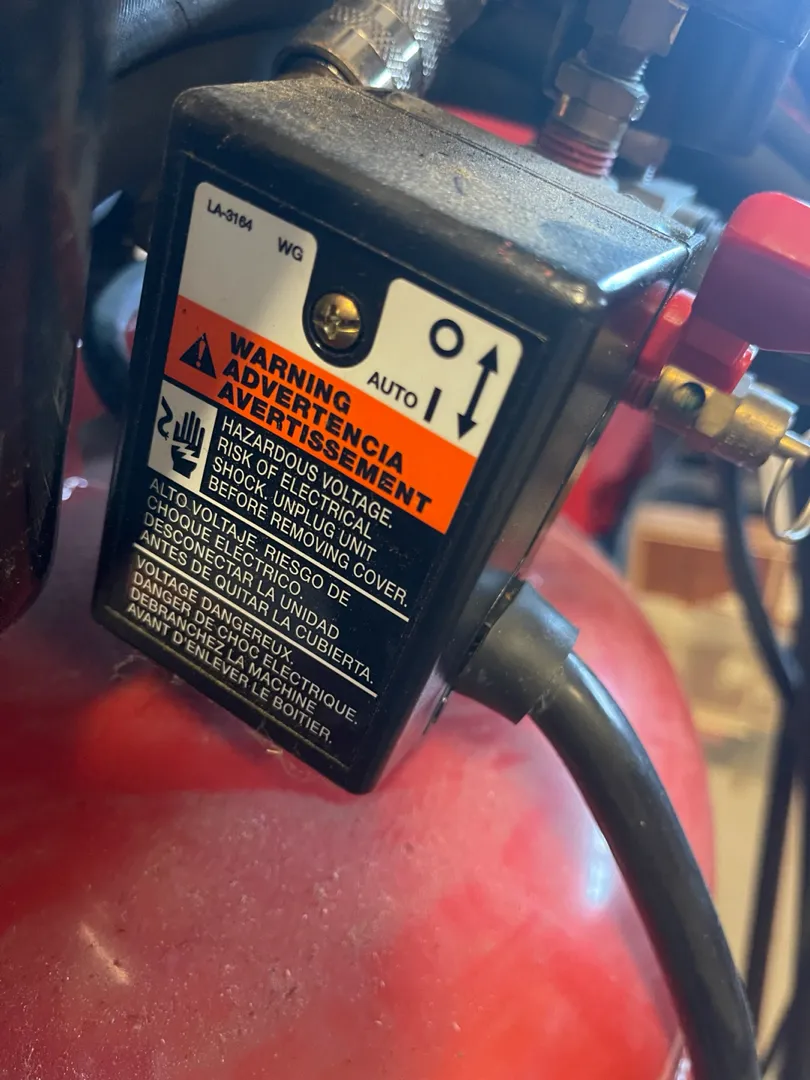 LA-3164
WG
O
AUTO I
WARNING
ADVERTENCIA
AVERTISSEMENT
HAZARDOUS VOLTAGE.
RISK OF ELECTRICAL
SHOCK. UNPLUG UNIT
BEFORE REMOVING COVER.
ALTO VOLTAJE. RIESGO DE
CHOQUE ELÉCTRICO.
DESCONECTAR LA UNIDAD
ANTES DE QUITAR LA CUBIERTA.
VOLTAGE DANGEREUX.
DANGER DE CHOC ÉLECTRIQUE.
DEBRANCHEZ LA MACHINE
AVANT D'ENLEVER LE BOITIER.